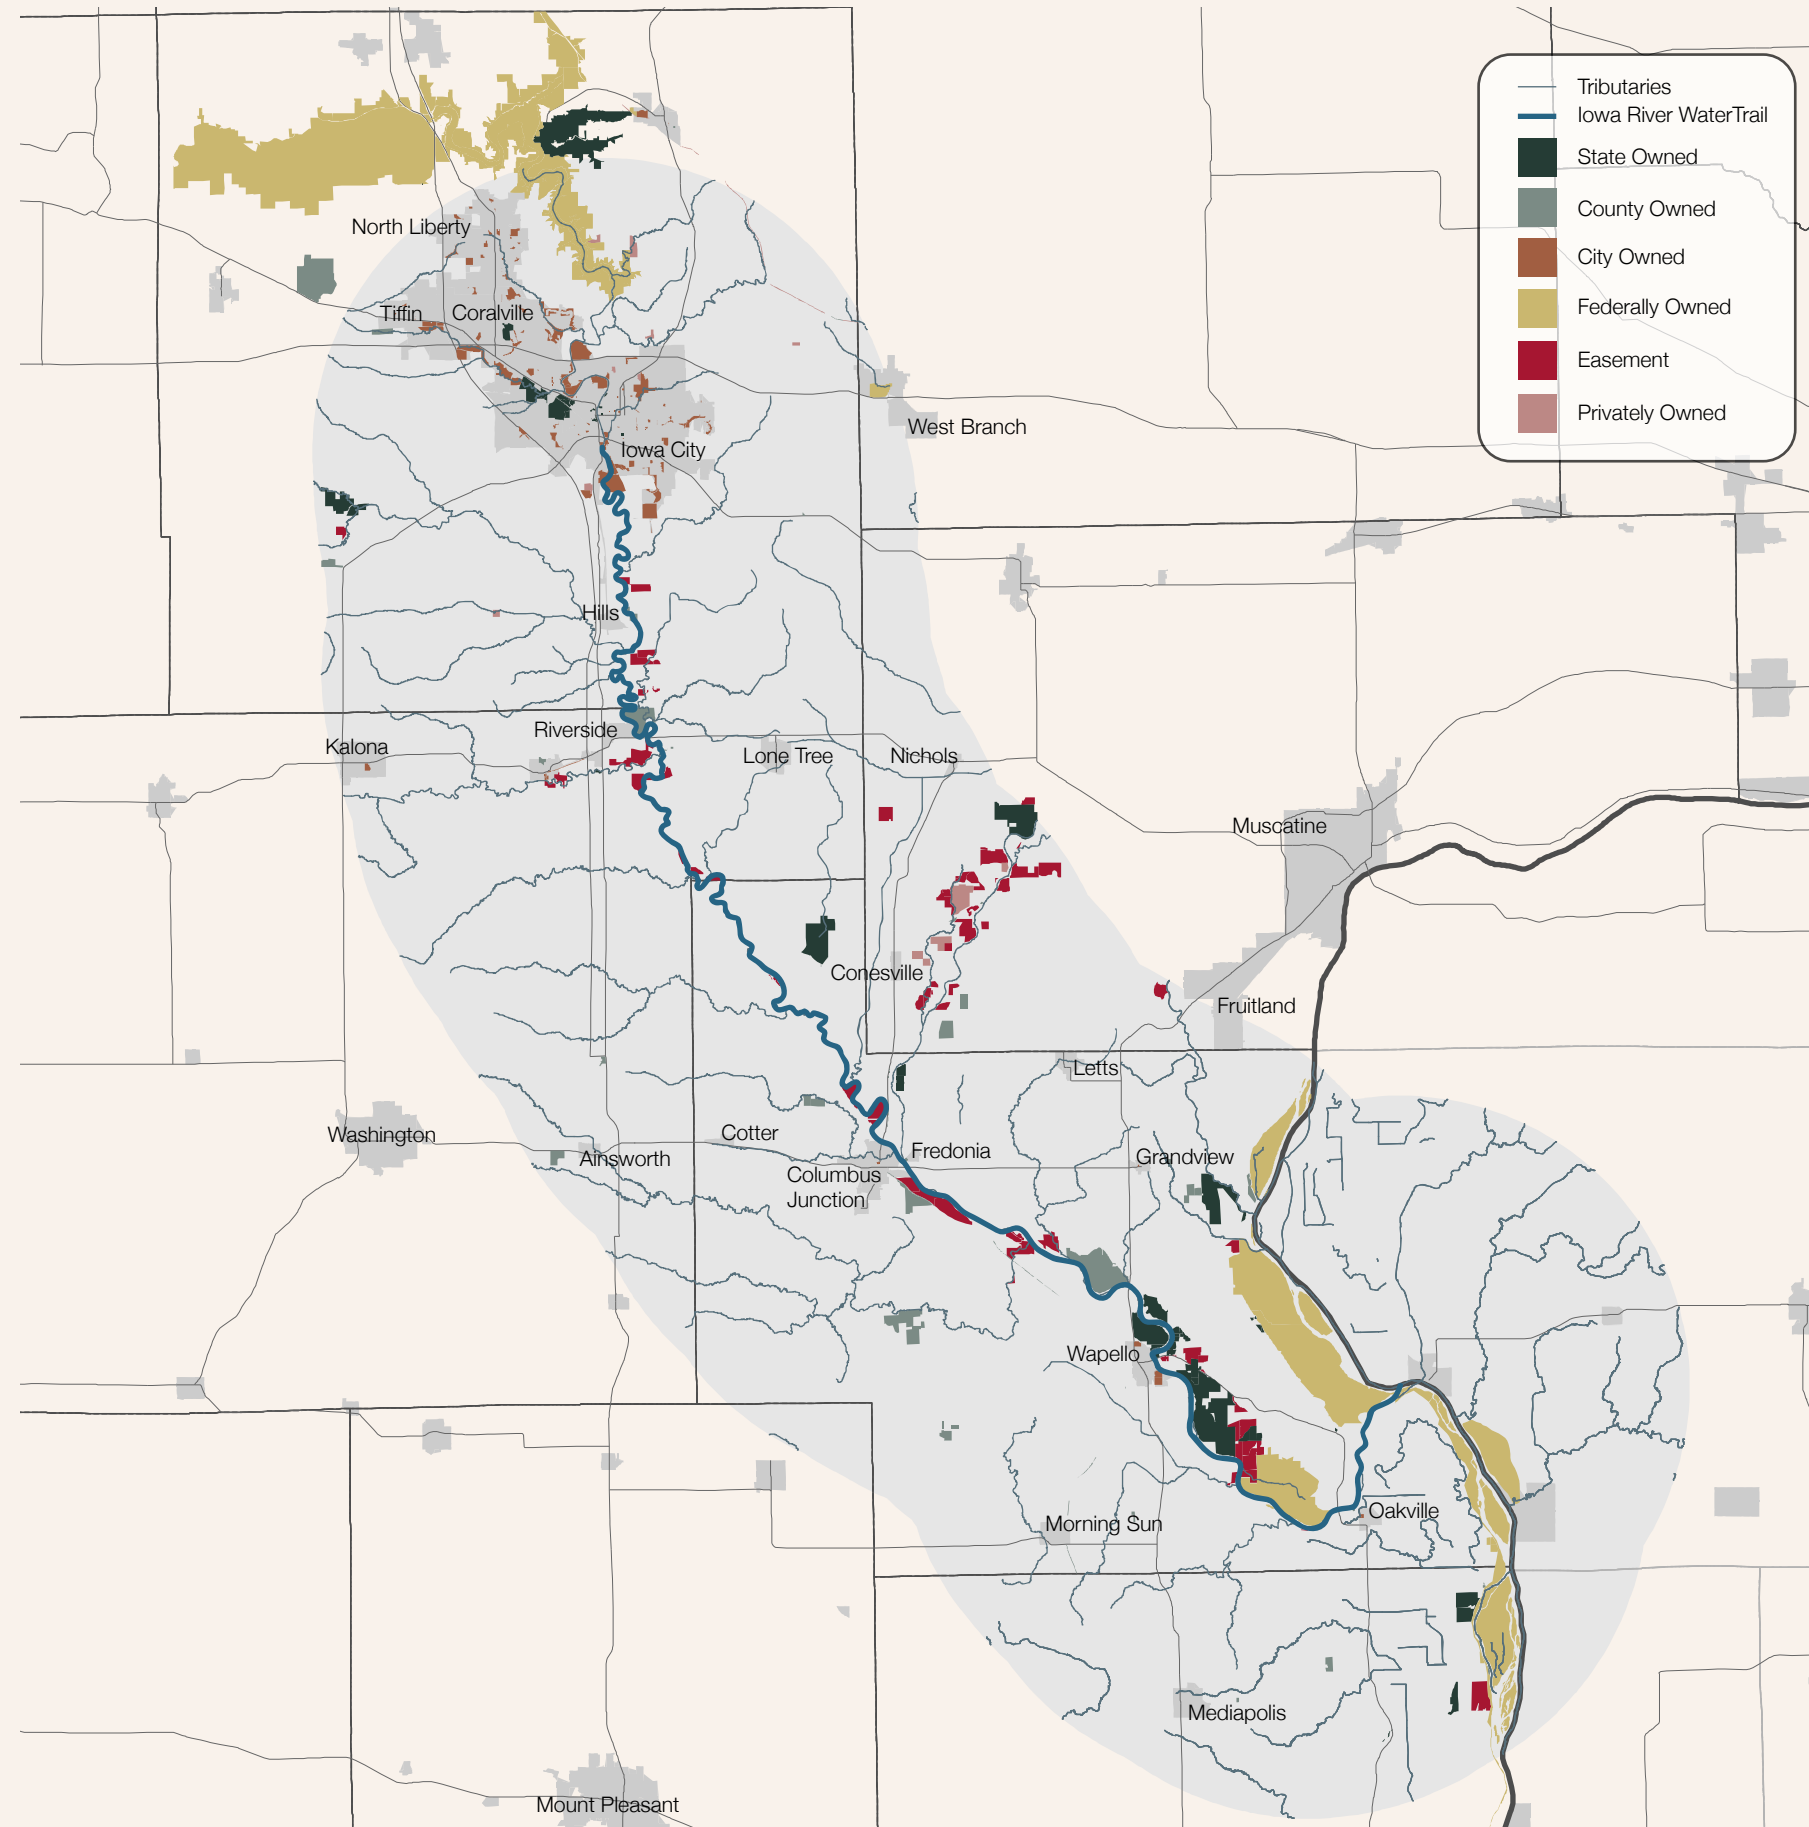 Tributaries
Iowa River WaterTrail
State Owned
County Owned
City Owned
Federally Owned
Easement
Privately Owned
North Liberty
Tiffin
Coralville
West Branch
Iowa City
Hills
Riverside
Kalona
Lone Tree
Nichols
Muscatine
Conesville
Fruitland
Letts
Washington
Cotter
Ainsworth
Fredonia
Grandview
Columbus
Junction
Wapello
Oakville
Morning Sun
Mediapolis
Mount Pleasant